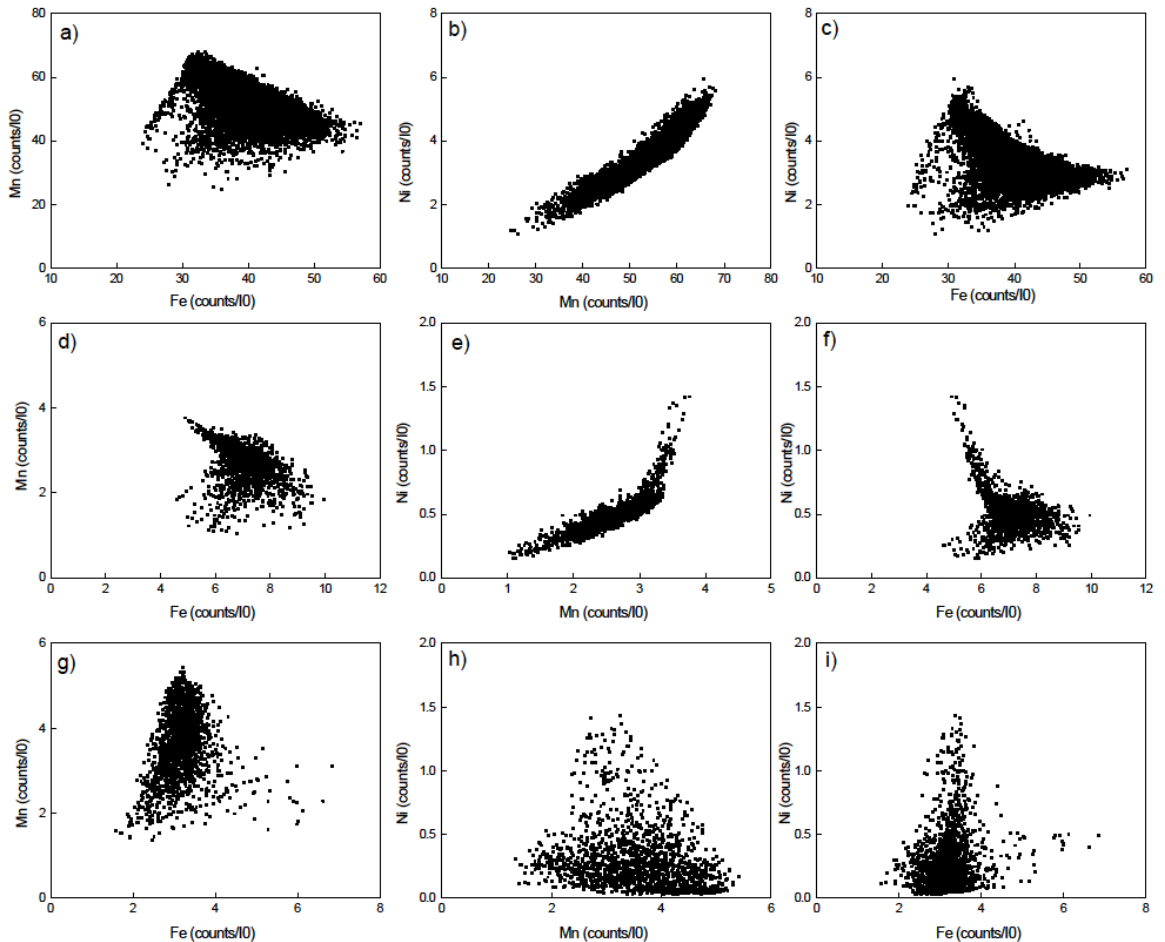 a)
80
60
40
20
0
Mn (counts/I0)
10 20 30 40 50 60
Fe (counts/I0)
b)
8
6
4
2
0
Ni (counts/I0)
10 20 30 40 50 60 70 80
Mn (counts/I0)
c)
8
6
4
2
0
Ni (counts/I0)
10 20 30 40 50 60
Fe (counts/I0)
d)
6
4
2
0
Mn (counts/I0)
0 2 4 6 8 10 12
Fe (counts/I0)
e)
2.0
1.5
1.0
0.5
0.0
Ni (counts/I0)
0 1 2 3 4 5
Mn (counts/I0)
f)
2.0
1.5
1.0
0.5
0.0
Ni (counts/I0)
0 2 4 6 8 10 12
Fe (counts/I0)
g)
6
4
2
0
Mn (counts/I0)
0 2 4 6 8
Fe (counts/I0)
h)
2.0
1.5
1.0
0.5
0.0
Ni (counts/I0)
0 2 4 6
Mn (counts/I0)
i)
2.0
1.5
1.0
0.5
0.0
Ni (counts/I0)
0 2 4 6 8
Fe (counts/I0)